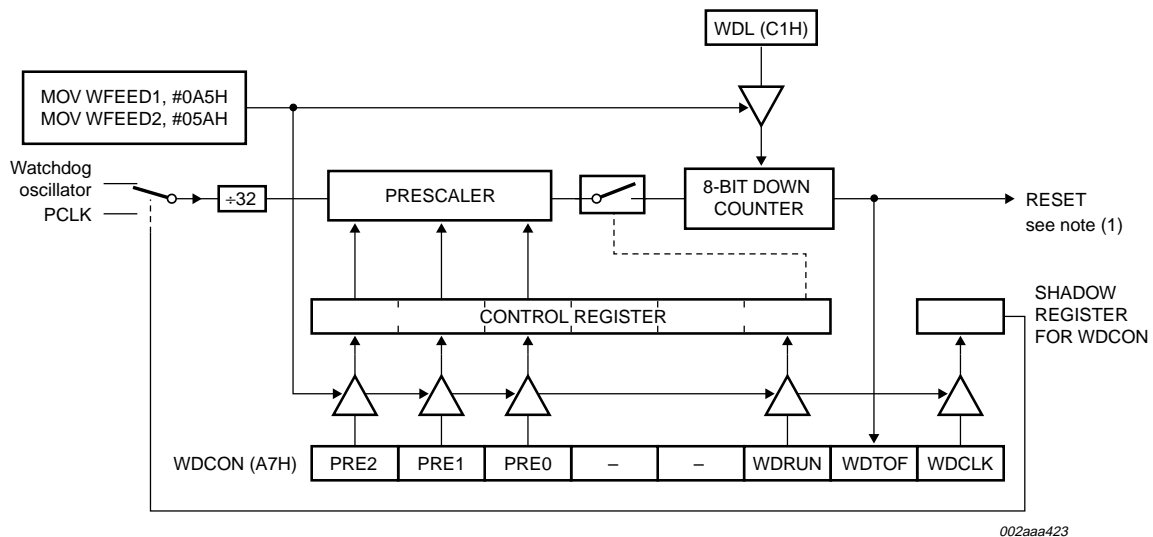 WDL (C1H)
MOV WFEED1, #0A5H
MOV WFEED2, #05AH
Watchdog
oscillator
PCLK
÷32
PRESCALER
8-BIT DOWN
COUNTER
RESET
see note (1)
CONTROL REGISTER
SHADOW
REGISTER
FOR WDCON
WDCON (A7H)
PRE2
PRE1
PRE0
–
–
WDRUN
WDTOF
WDCLK
002aaa423